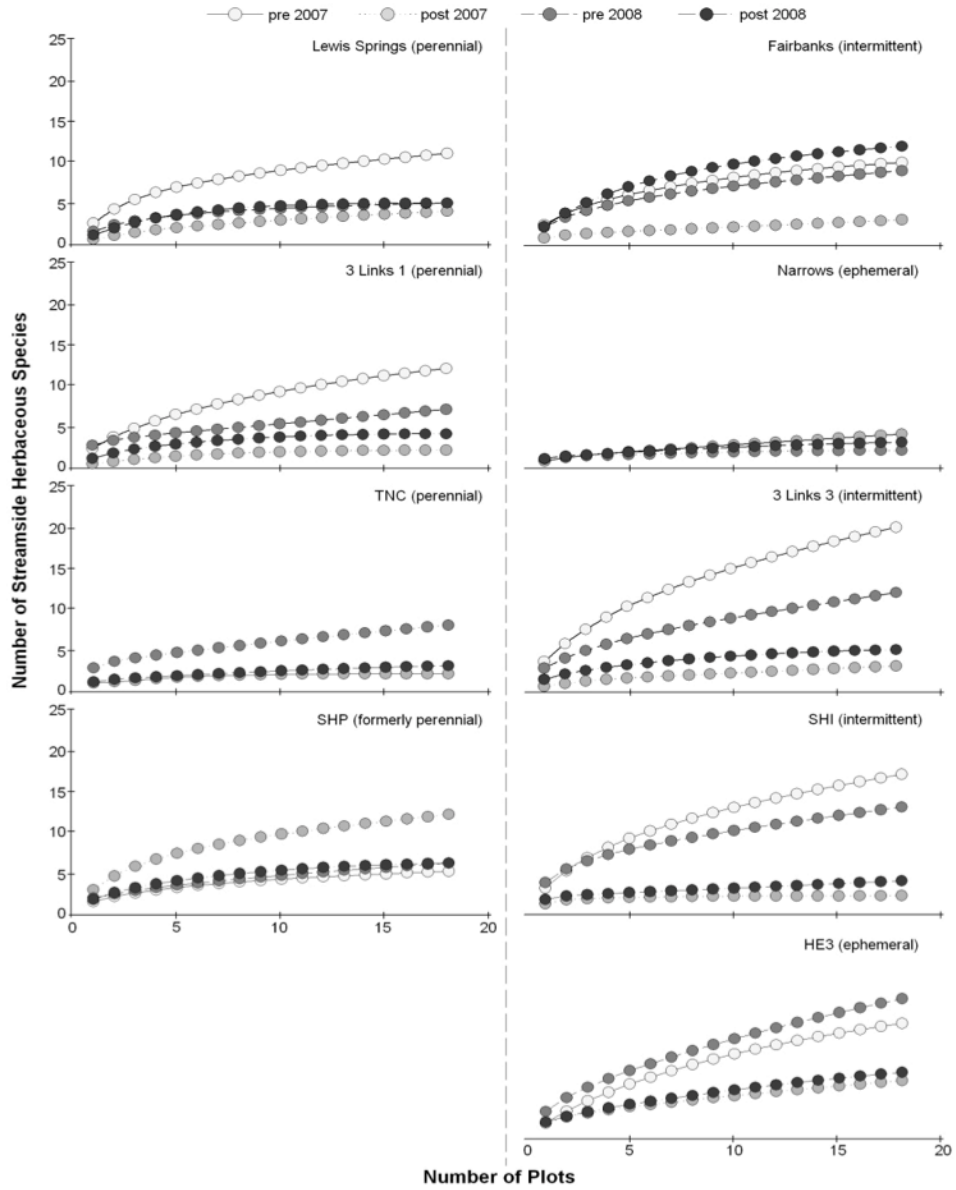 pre 2007 post 2007 pre 2008 post 2008
Lewis Springs (perennial)
25
20
15
10
5
0
Fairbanks (intermittent)
3 Links 1 (perennial)
25
20
15
10
5
0
Narrows (ephemeral)
TNC (perennial)
25
20
15
10
5
0
3 Links 3 (intermittent)
SHP (formerly perennial)
25
20
15
10
5
0
0 5 10 15 20
SHI (intermittent)
HE3 (ephemeral)
0 5 10 15 20
Number of Streamside Herbaceous Species
Number of Plots